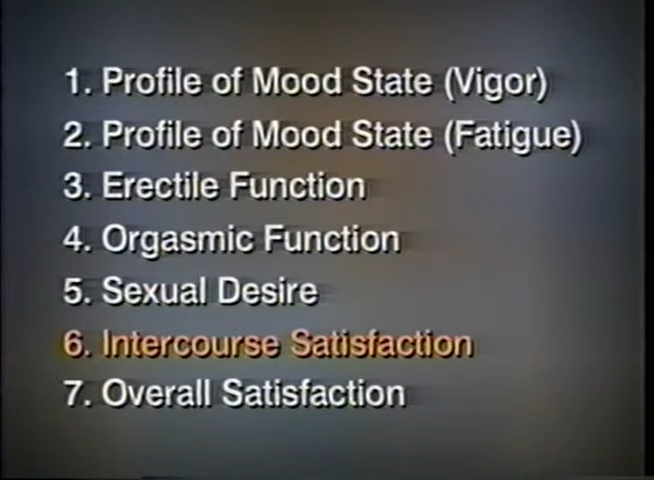 1. Profile of Mood State (Vigor)
2. Profile of Mood State (Fatigue)
3. Erectile Function
4. Orgasmic Function
5. Sexual Desire
6. Intercourse Satisfaction
7. Overall Satisfaction